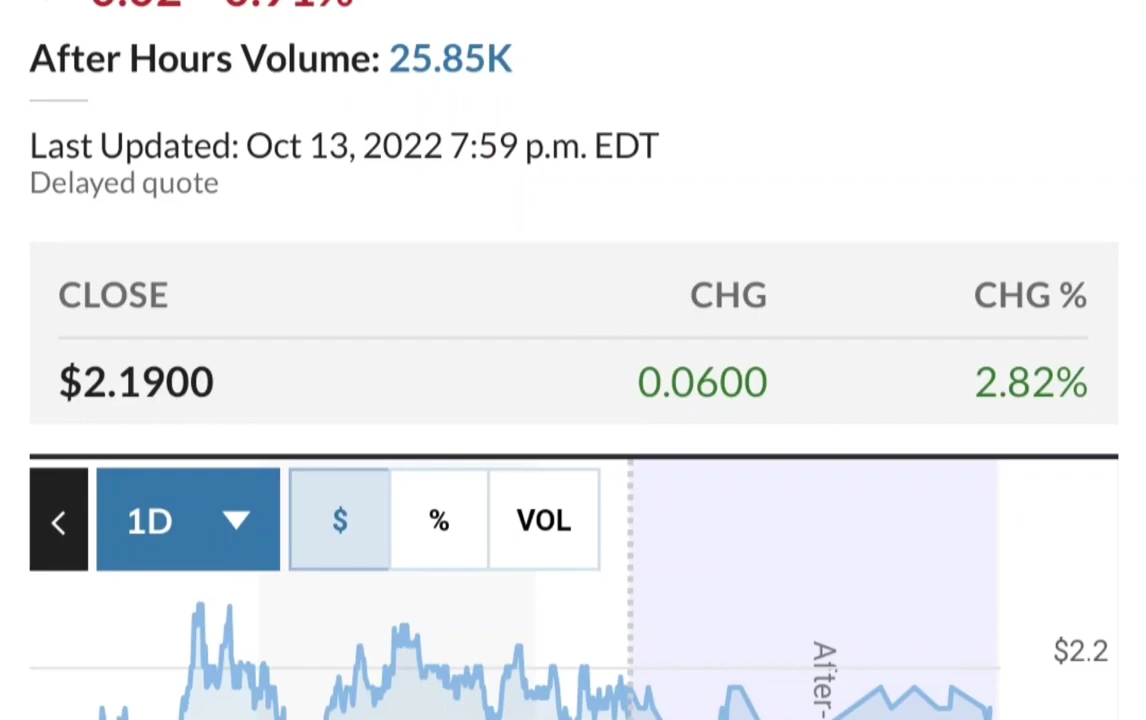 After Hours Volume: 25.85K
Last Updated: Oct 13, 2022 7:59 p.m. EDT
Delayed quote
CLOSE CHG CHG %
$2.1900 0.0600 2.82%
1D $ % VOL
$2.2
After-